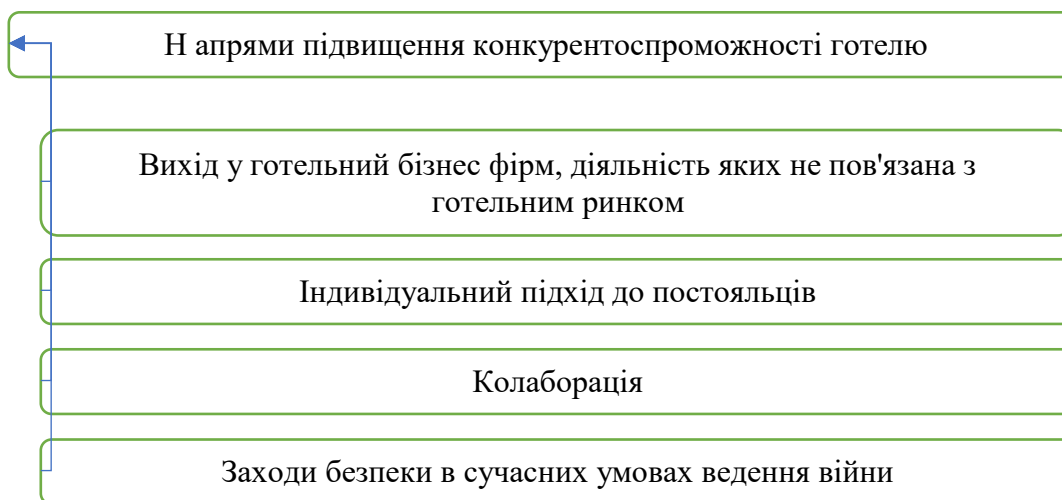 Н апрями підвищення конкурентоспроможності готелю
Вихід у готельний бізнес фірм, діяльність яких не пов'язана з
готельним ринком
Індивідуальний підхід до постояльців
Колаборація
Заходи безпеки в сучасних умовах ведення війни